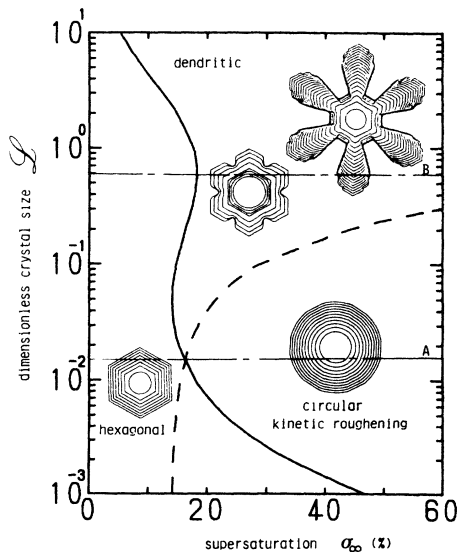 10¹
dendritic
10⁰
B
dimensionless crystal size ℒ
10⁻¹
A
10⁻²
hexagonal
circular
kinetic roughening
10⁻³
0 20 40 60
supersaturation σ∞ (%)